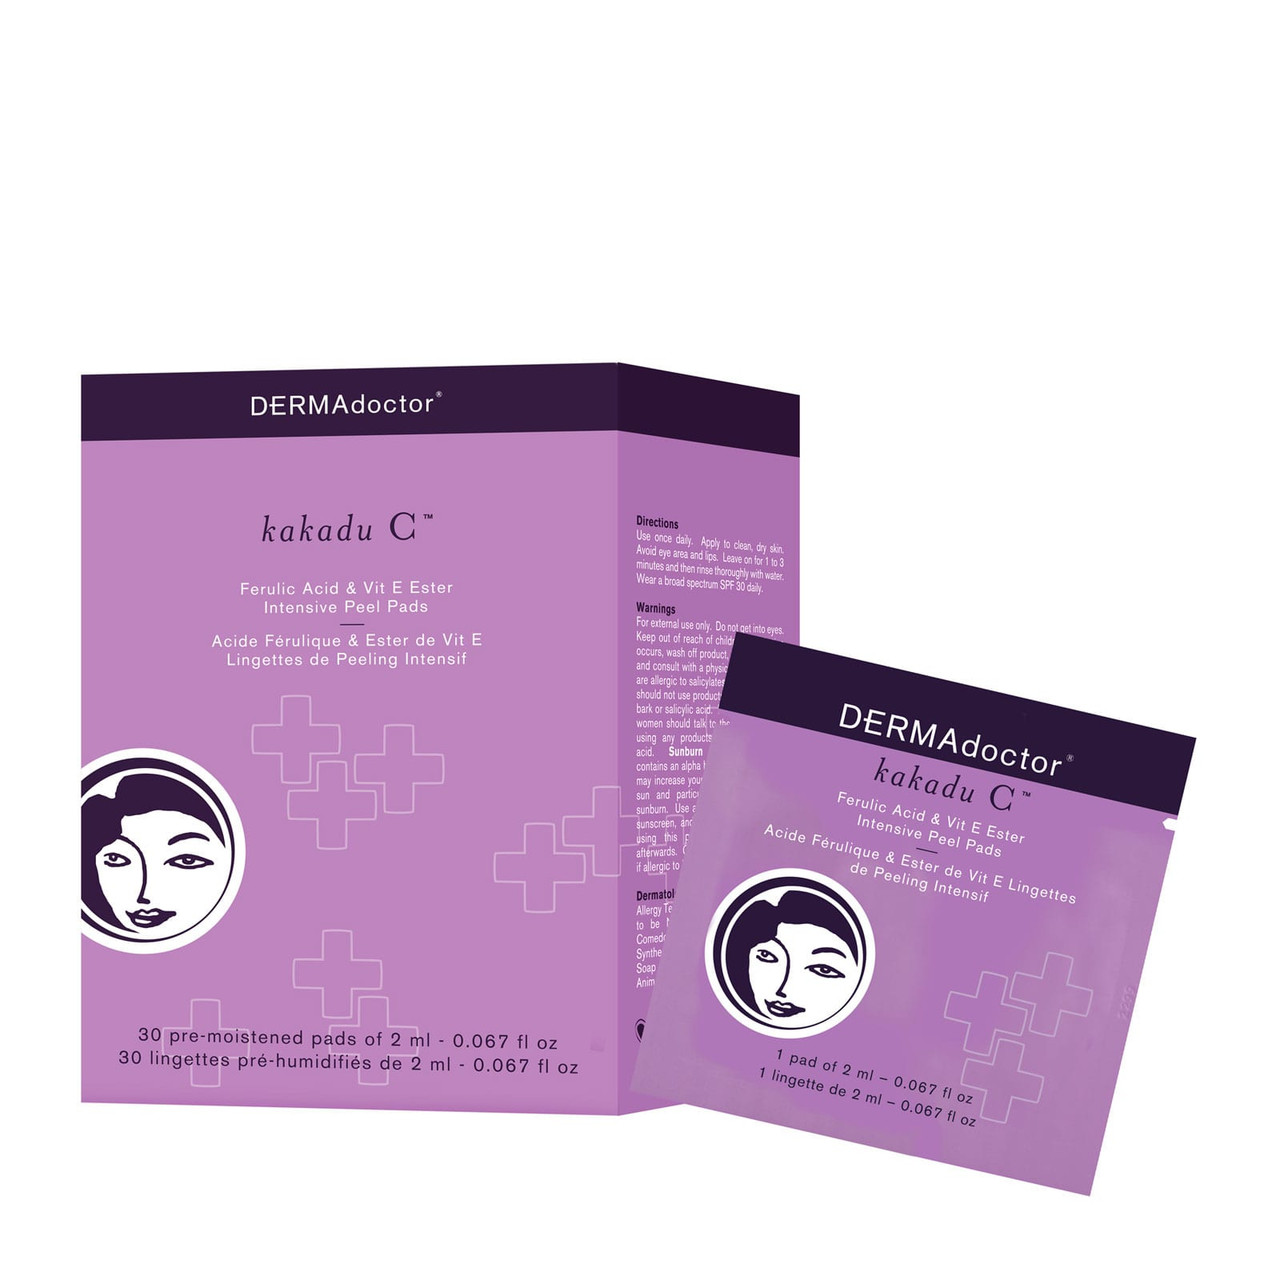 DERMAdoctor®
kakadu C™
Ferulic Acid & Vit E Ester
Intensive Peel Pads
Acide Férulique & Ester de Vit E
Lingettes de Peeling Intensif
30 pre-moistened pads of 2 ml - 0.067 fl oz
30 lingettes pré-humidifiés de 2 ml - 0.067 fl oz
Directions
Use once daily. Apply to clean, dry skin.
Avoid eye area and lips. Leave on for 1 to 3
minutes and then rinse thoroughly with water.
Wear a broad spectrum SPF 30 daily.
Warnings
For external use only. Do not get into eyes.
Keep out of reach of
occurs, wash off product,
and consult with a
are allergic to salicylates
should not use
bark or salicylic acid.
women should talk to
using any products
acid. Sunburn
contains an alpha
may increase
sun and
sunburn. Use
sunscreen,
using this
afterwards.
if allergic to
Allergy
to be
Soap
DERMAdoctor®
kakadu C™
Ferulic Acid & Vit E Ester
Intensive Peel Pads
Acide Férulique & Ester de Vit E Lingettes
de Peeling Intensif
1 pad of 2 ml – 0.067 fl oz
1 lingette de 2 ml – 0.067 fl oz